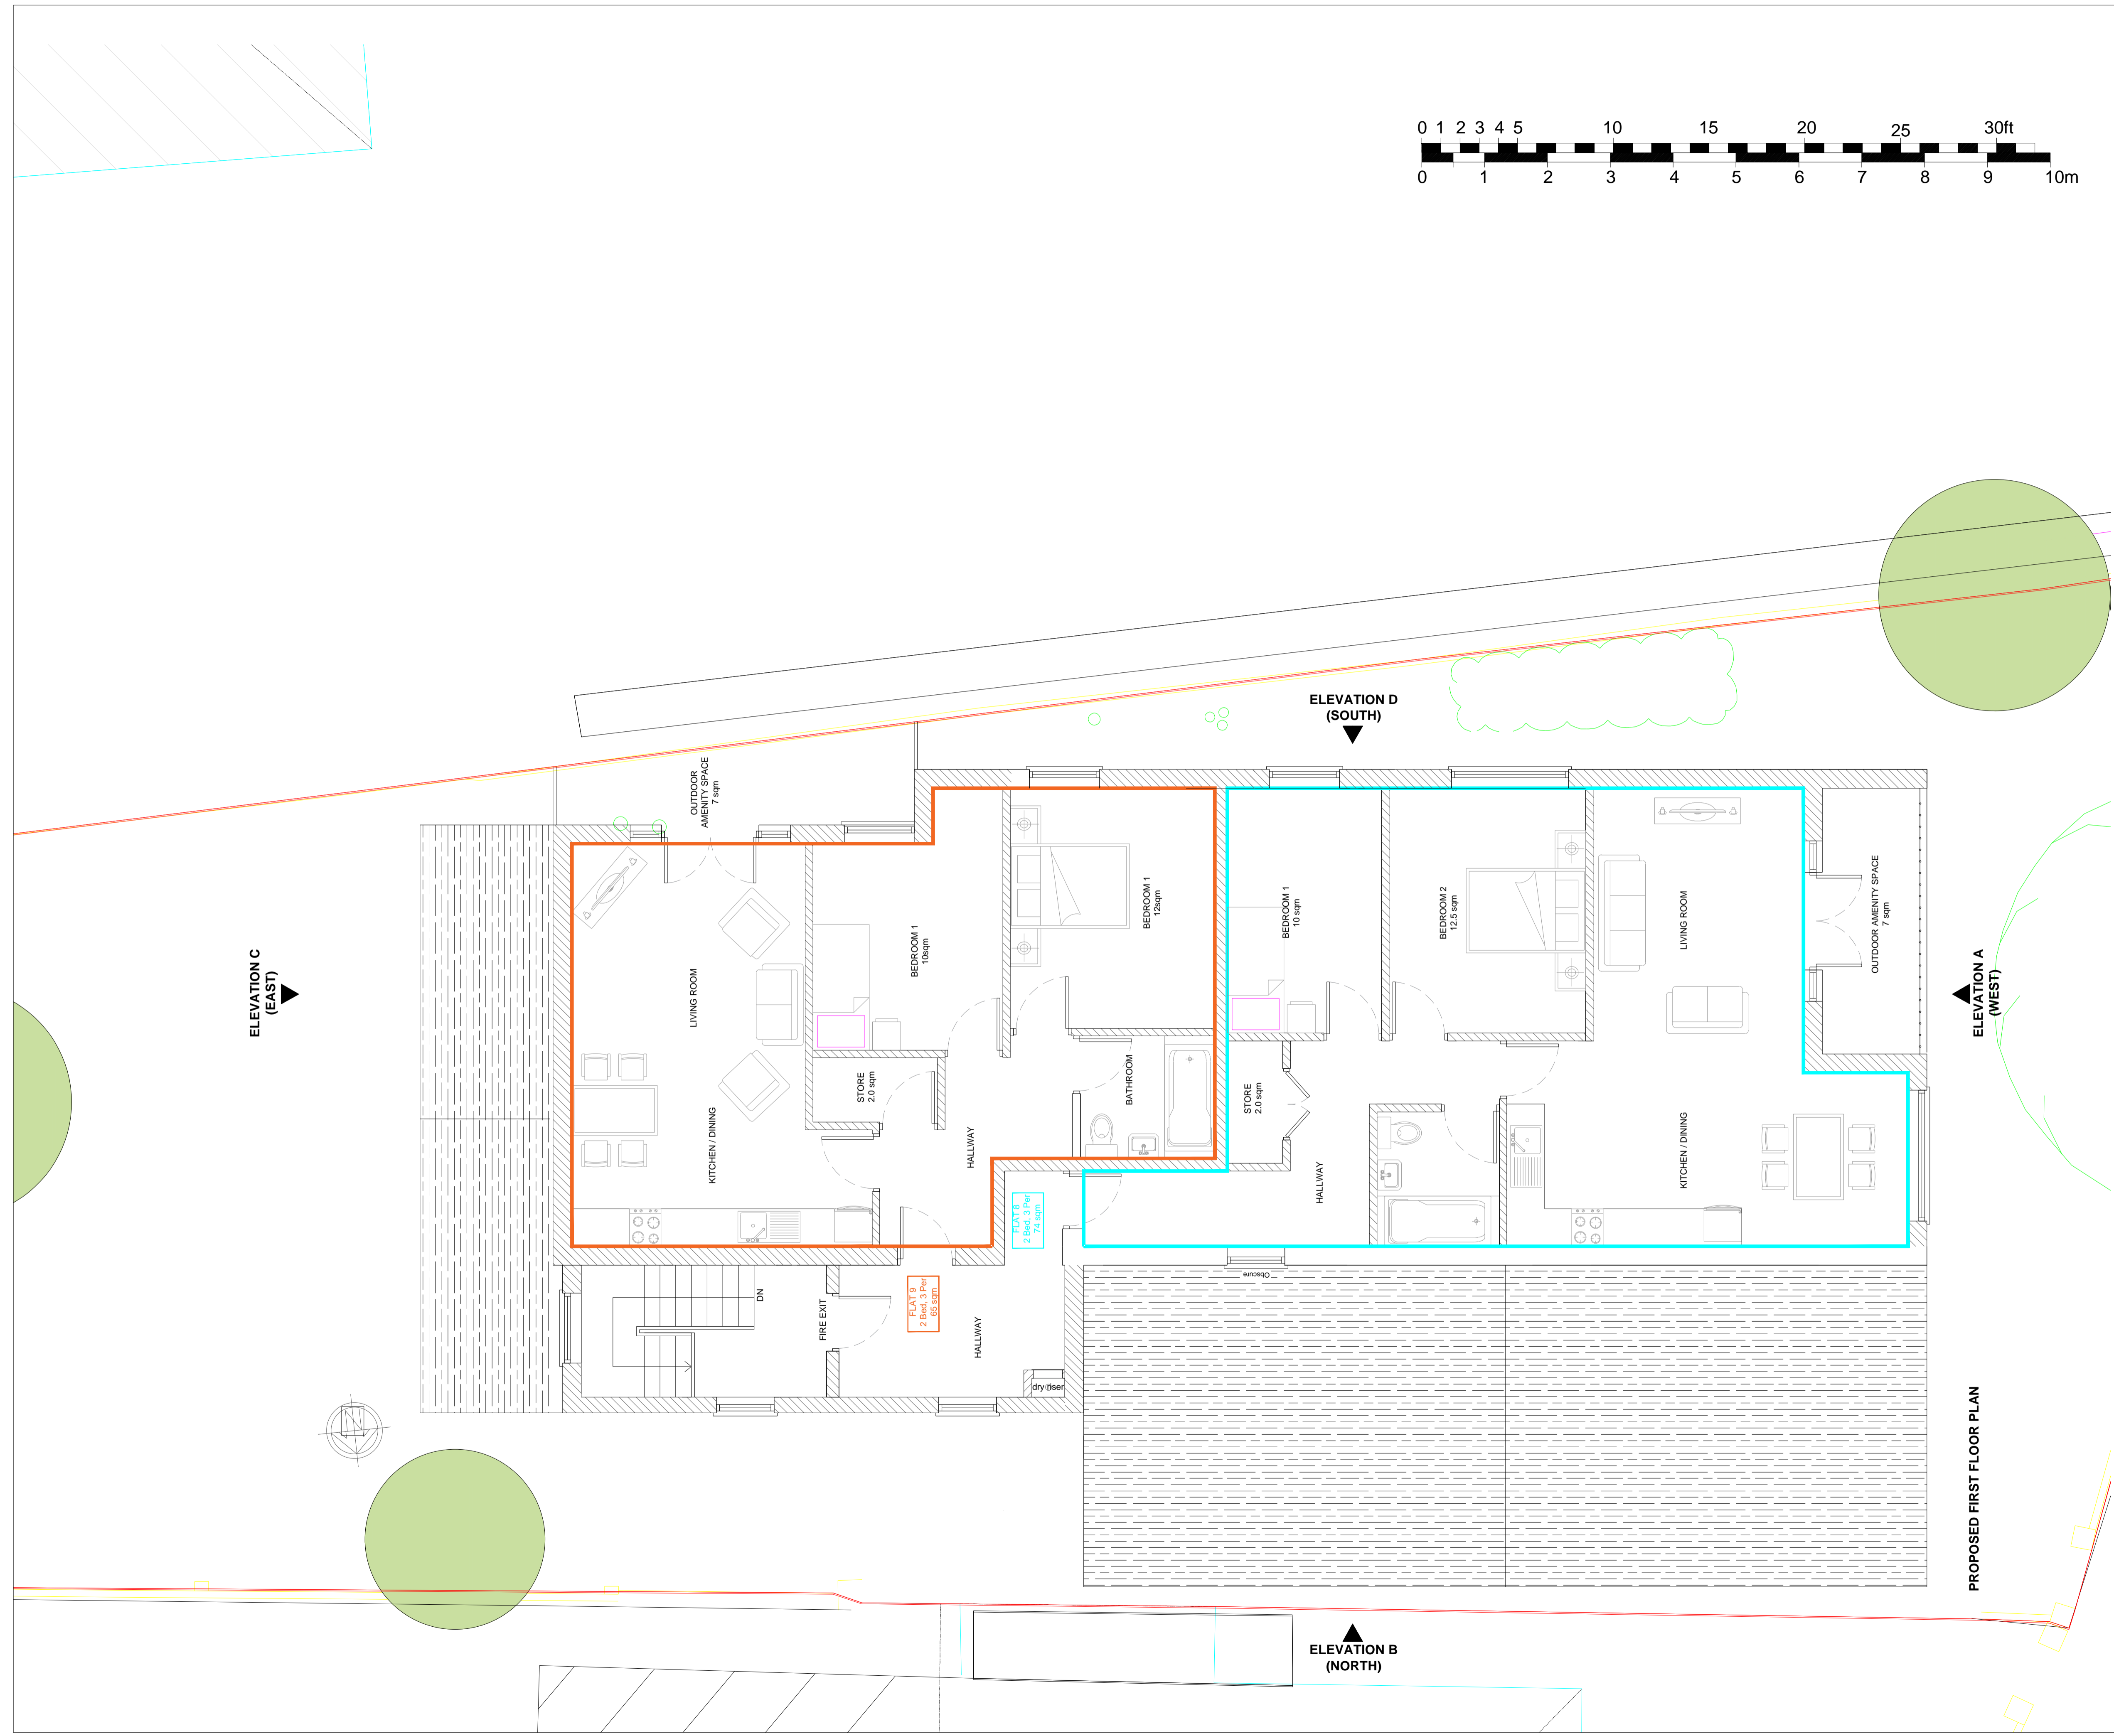 0 1 2 3 4 5 10 15 20 25 30ft
0 1 2 3 4 5 6 7 8 9 10m
ELEVATION D
(SOUTH)
OUTDOOR
AMENITY SPACE
7 sqm
LIVING ROOM
KITCHEN / DINING
BEDROOM 1
10sqm
STORE
2.0 sqm
HALLWAY
BEDROOM 1
12sqm
BATHROOM
BEDROOM 1
10 sqm
STORE
2.0 sqm
HALLWAY
BEDROOM 2
12.5 sqm
LIVING ROOM
KITCHEN / DINING
OUTDOOR AMENITY SPACE
7 sqm
ELEVATION C
(EAST)
ELEVATION A
(WEST)
FLAT 8
2 Bed, 3 Per
74 sqm
FLAT 9
2 Bed, 3 Per
65 sqm
Obscure
DN
FIRE EXIT
HALLWAY
dry riser
N
PROPOSED FIRST FLOOR PLAN
ELEVATION B
(NORTH)